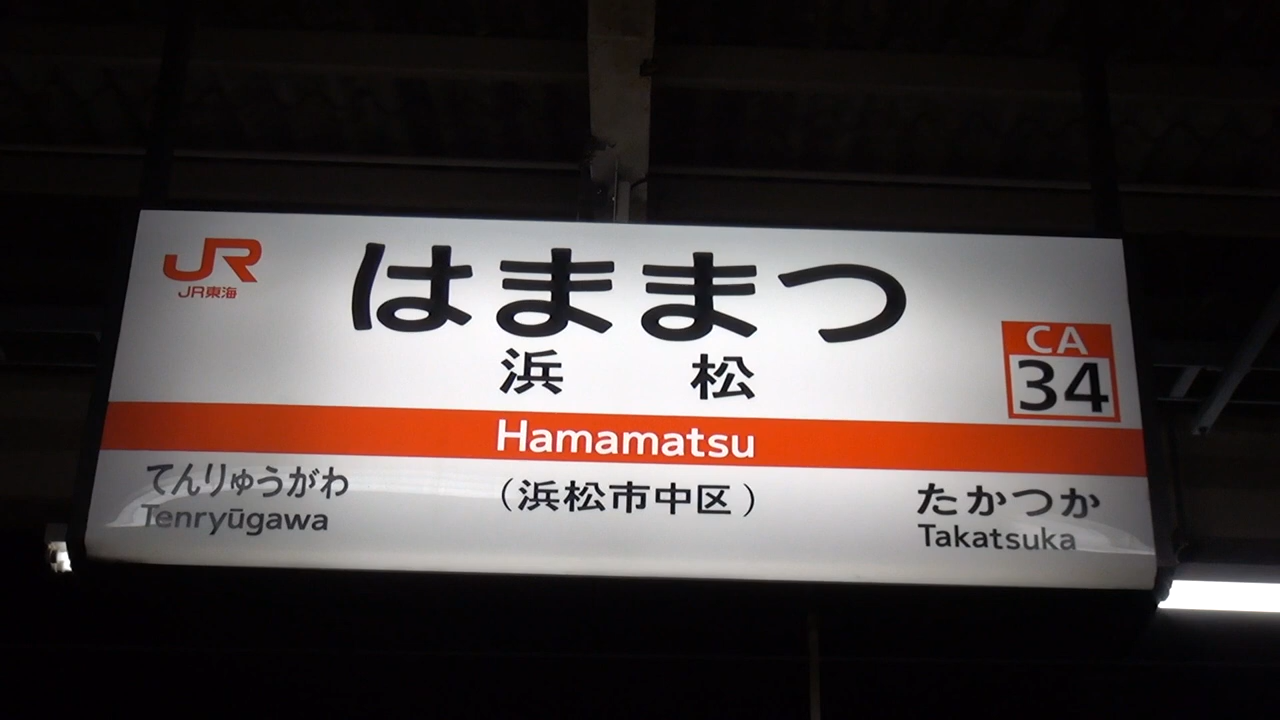 JR
JR東海
はままつ
浜松
CA
34
Hamamatsu
てんりゅうがわ
Tenryūgawa
（浜松市中区）
たかつか
Takatsuka